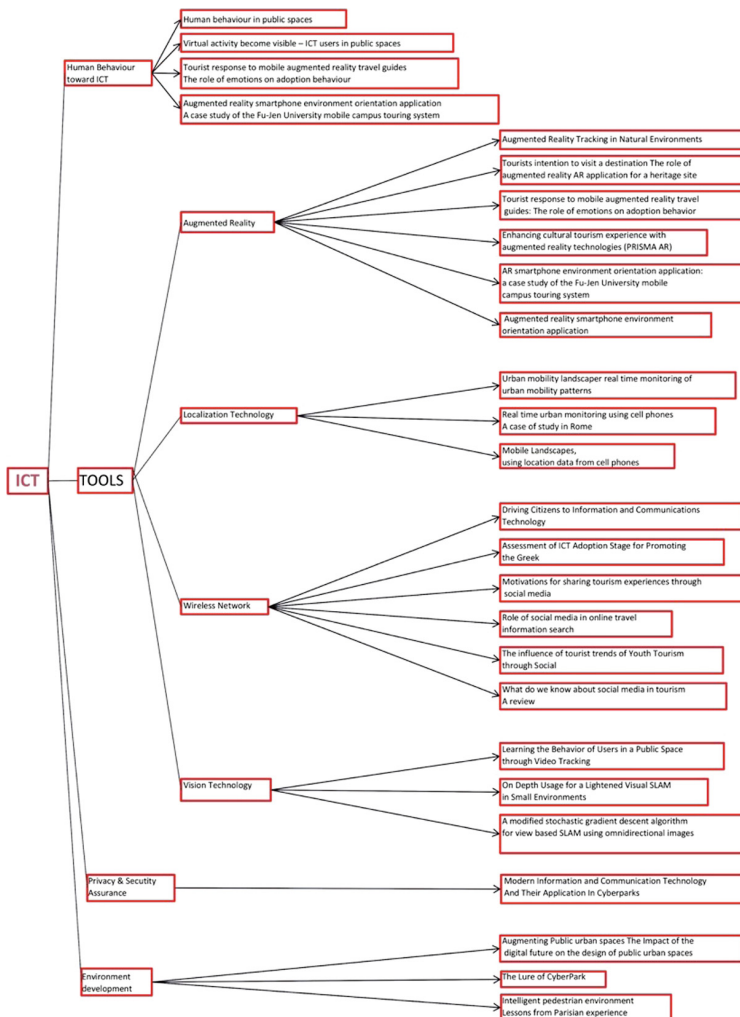 Human behaviour in public spaces
Virtual activity become visible – ICT users in public spaces
Human Behaviour
toward ICT
Tourist response to mobile augmented reality travel guides
The role of emotions on adoption behaviour
Augmented reality smartphone environment orientation application
A case study of the Fu-Jen University mobile campus touring system
Augmented Reality Tracking in Natural Environments
Tourists intention to visit a destination The role of
augmented reality AR application for a heritage site
Tourist response to mobile augmented reality travel
guides: The role of emotions on adoption behavior
Augmented Reality
Enhancing cultural tourism experience with
augmented reality technologies (PRISMA AR)
AR smartphone environment orientation application:
a case study of the Fu-Jen University mobile
campus touring system
Augmented reality smartphone environment
orientation application
Urban mobility landscaper real time monitoring of
urban mobility patterns
Localization Technology
Real time urban monitoring using cell phones
A case of study in Rome
Mobile Landscapes,
using location data from cell phones
ICT
TOOLS
Driving Citizens to Information and Communications
Technology
Assessment of ICT Adoption Stage for Promoting
the Greek
Motivations for sharing tourism experiences through
social media
Wireless Network
Role of social media in online travel
information search
The influence of tourist trends of Youth Tourism
through Social
What do we know about social media in tourism
A review
Learning the Behavior of Users in a Public Space
through Video Tracking
Vision Technology
On Depth Usage for a Lightened Visual SLAM
in Small Environments
A modified stochastic gradient descent algorithm
for view based SLAM using omnidirectional images
Privacy & Secutity
Assurance
Modern Information and Communication Technology
And Their Application In Cyberparks
Augmenting Public urban spaces The Impact of the
digital future on the design of public urban spaces
Environment
development
The Lure of CyberPark
Intelligent pedestrian environment
Lessons from Parisian experience